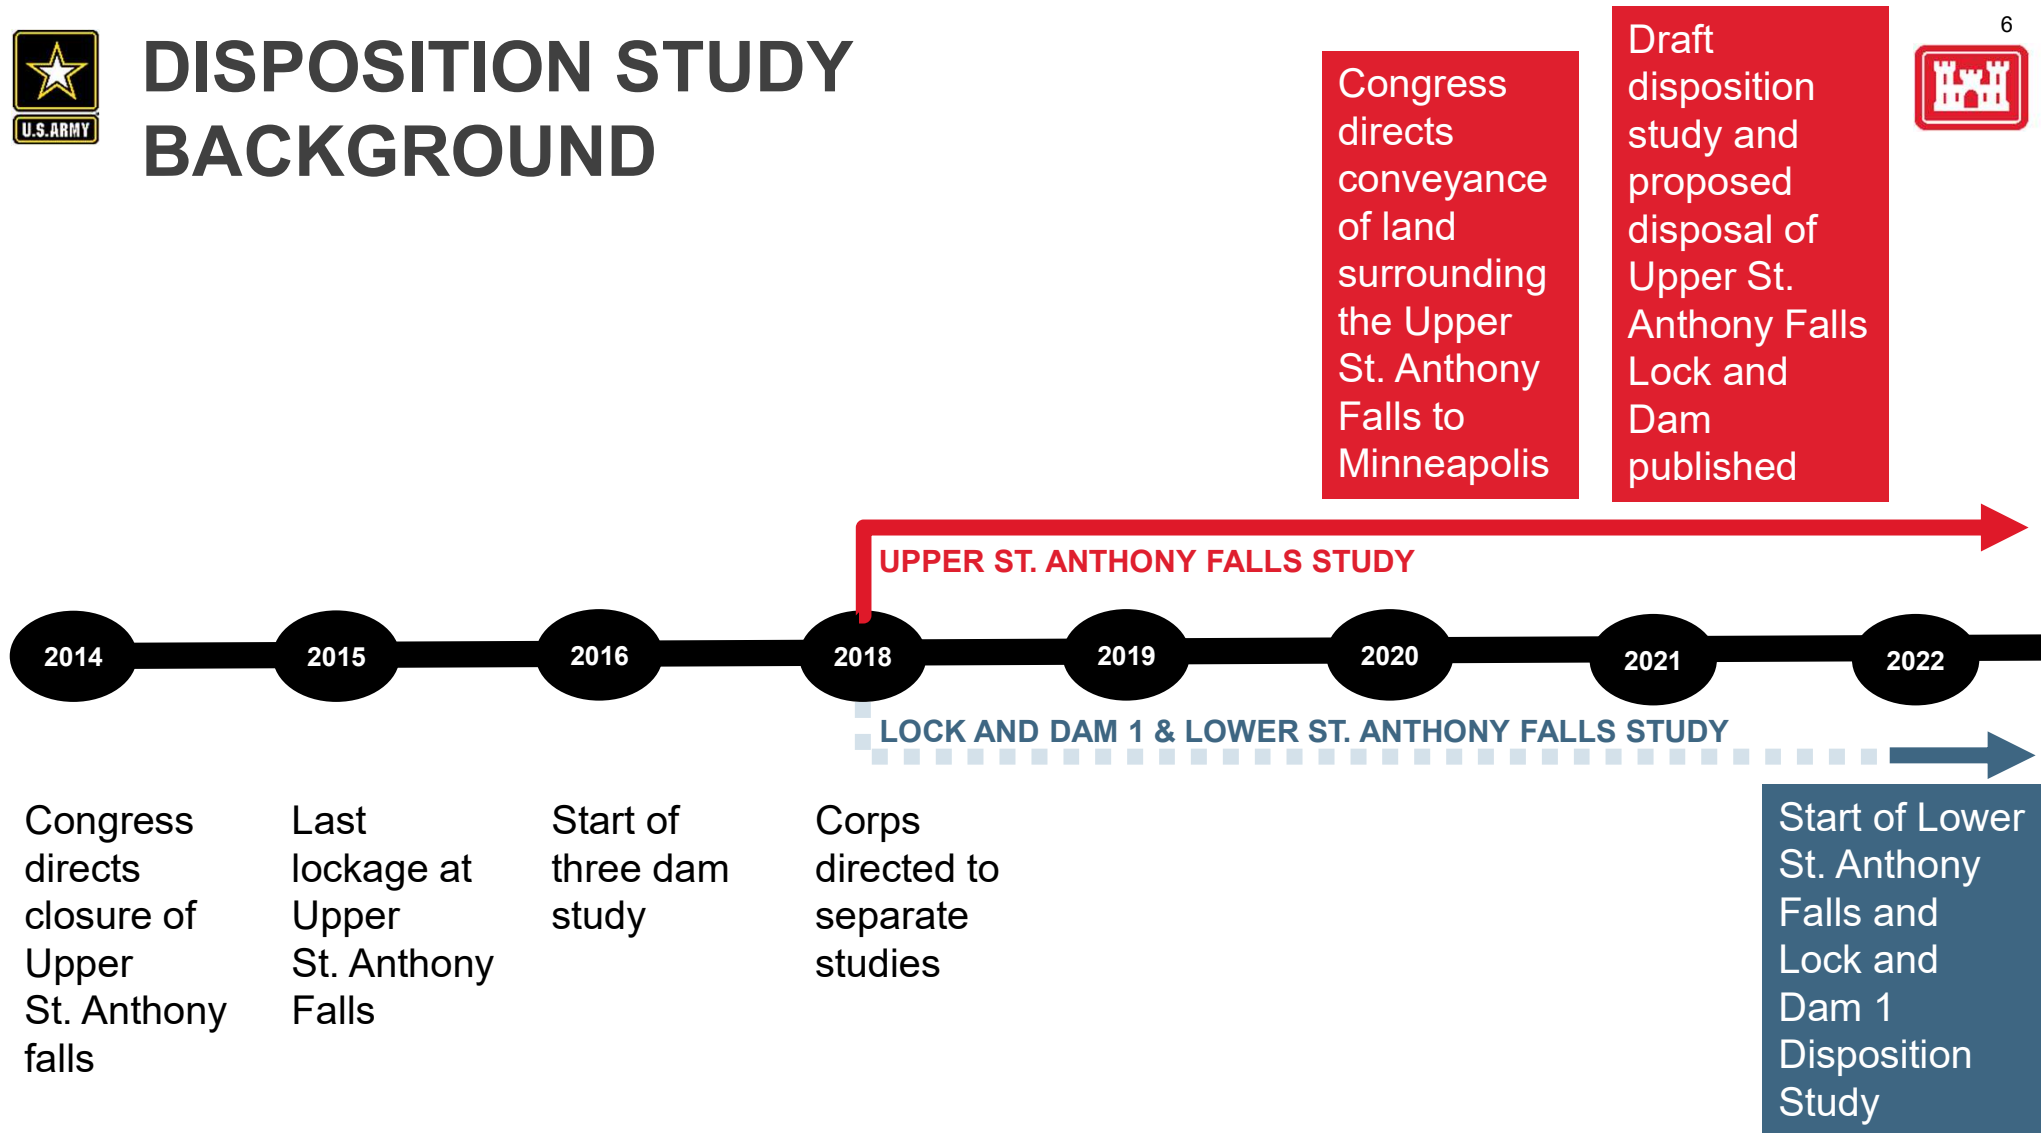 6
U.S.ARMY
DISPOSITION STUDY
BACKGROUND
Congress
directs
conveyance
of land
surrounding
the Upper
St. Anthony
Falls to
Minneapolis
Draft
disposition
study and
proposed
disposal of
Upper St.
Anthony Falls
Lock and
Dam
published
UPPER ST. ANTHONY FALLS STUDY
2014
2015
2016
2018
2019
2020
2021
2022
LOCK AND DAM 1 & LOWER ST. ANTHONY FALLS STUDY
Congress
directs
closure of
Upper
St. Anthony
falls
Last
lockage at
Upper
St. Anthony
Falls
Start of
three dam
study
Corps
directed to
separate
studies
Start of Lower
St. Anthony
Falls and
Lock and
Dam 1
Disposition
Study